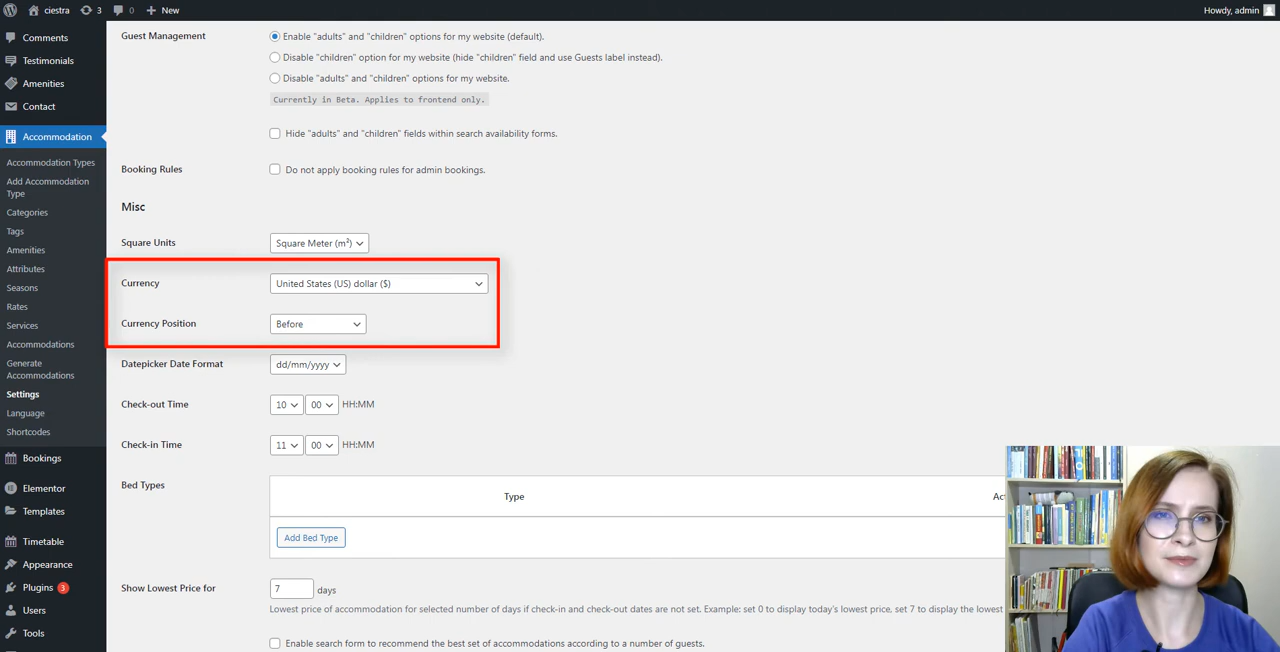 ciestra 3 0 New Howdy, admin
Comments
Testimonials
Amenities
Contact
Accommodation
Accommodation Types
Add Accommodation
Type
Categories
Tags
Amenities
Attributes
Seasons
Rates
Services
Accommodations
Generate
Accommodations
Settings
Language
Shortcodes
Bookings
Elementor
Templates
Timetable
Appearance
Plugins 3
Users
Tools
Guest Management
Enable "adults" and "children" options for my website (default).
Disable "children" option for my website (hide "children" field and use Guests label instead).
Disable "adults" and "children" options for my website.
Currently in Beta. Applies to frontend only.
Hide "adults" and "children" fields within search availability forms.
Booking Rules Do not apply booking rules for admin bookings.
Misc
Square Units Square Meter (m²)
Currency United States (US) dollar ($)
Currency Position Before
Datepicker Date Format dd/mm/yyyy
Check-out Time 10 00 HH:MM
Check-in Time 11 00 HH:MM
Bed Types
Type
Add Bed Type
Show Lowest Price for 7 days
Lowest price of accommodation for selected number of days if check-in and check-out dates are not set. Example: set 0 to display today's lowest price, set 7 to display the lowest
Enable search form to recommend the best set of accommodations according to a number of guests.